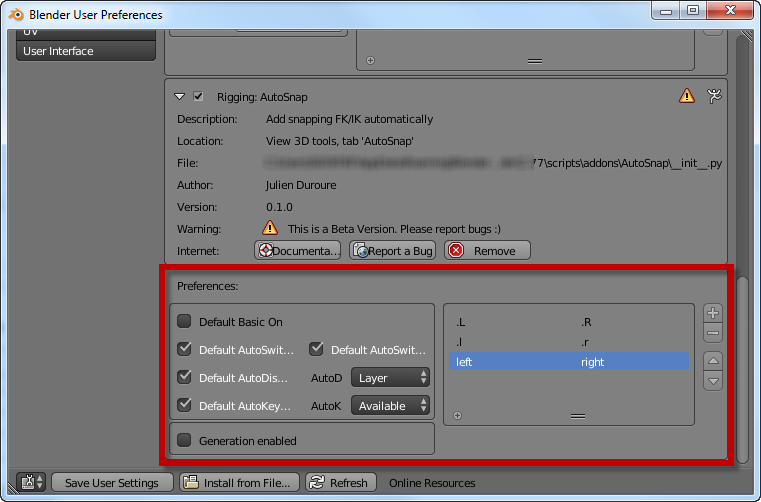 Blender User Preferences
UV
User Interface
Rigging: AutoSnap
Description: Add snapping FK/IK automatically
Location: View 3D tools, tab 'AutoSnap'
File: 77\scripts\addons\AutoSnap\__init__.py
Author: Julien Duroure
Version: 0.1.0
Warning: This is a Beta Version. Please report bugs :)
Internet: Documenta... Report a Bug Remove
Preferences:
Default Basic On
Default AutoSwit... Default AutoSwit...
Default AutoDis... AutoD Layer
Default AutoKey... AutoK Available
Generation enabled
.L .R
.l .r
left right
Save User Settings Install from File... Refresh Online Resources